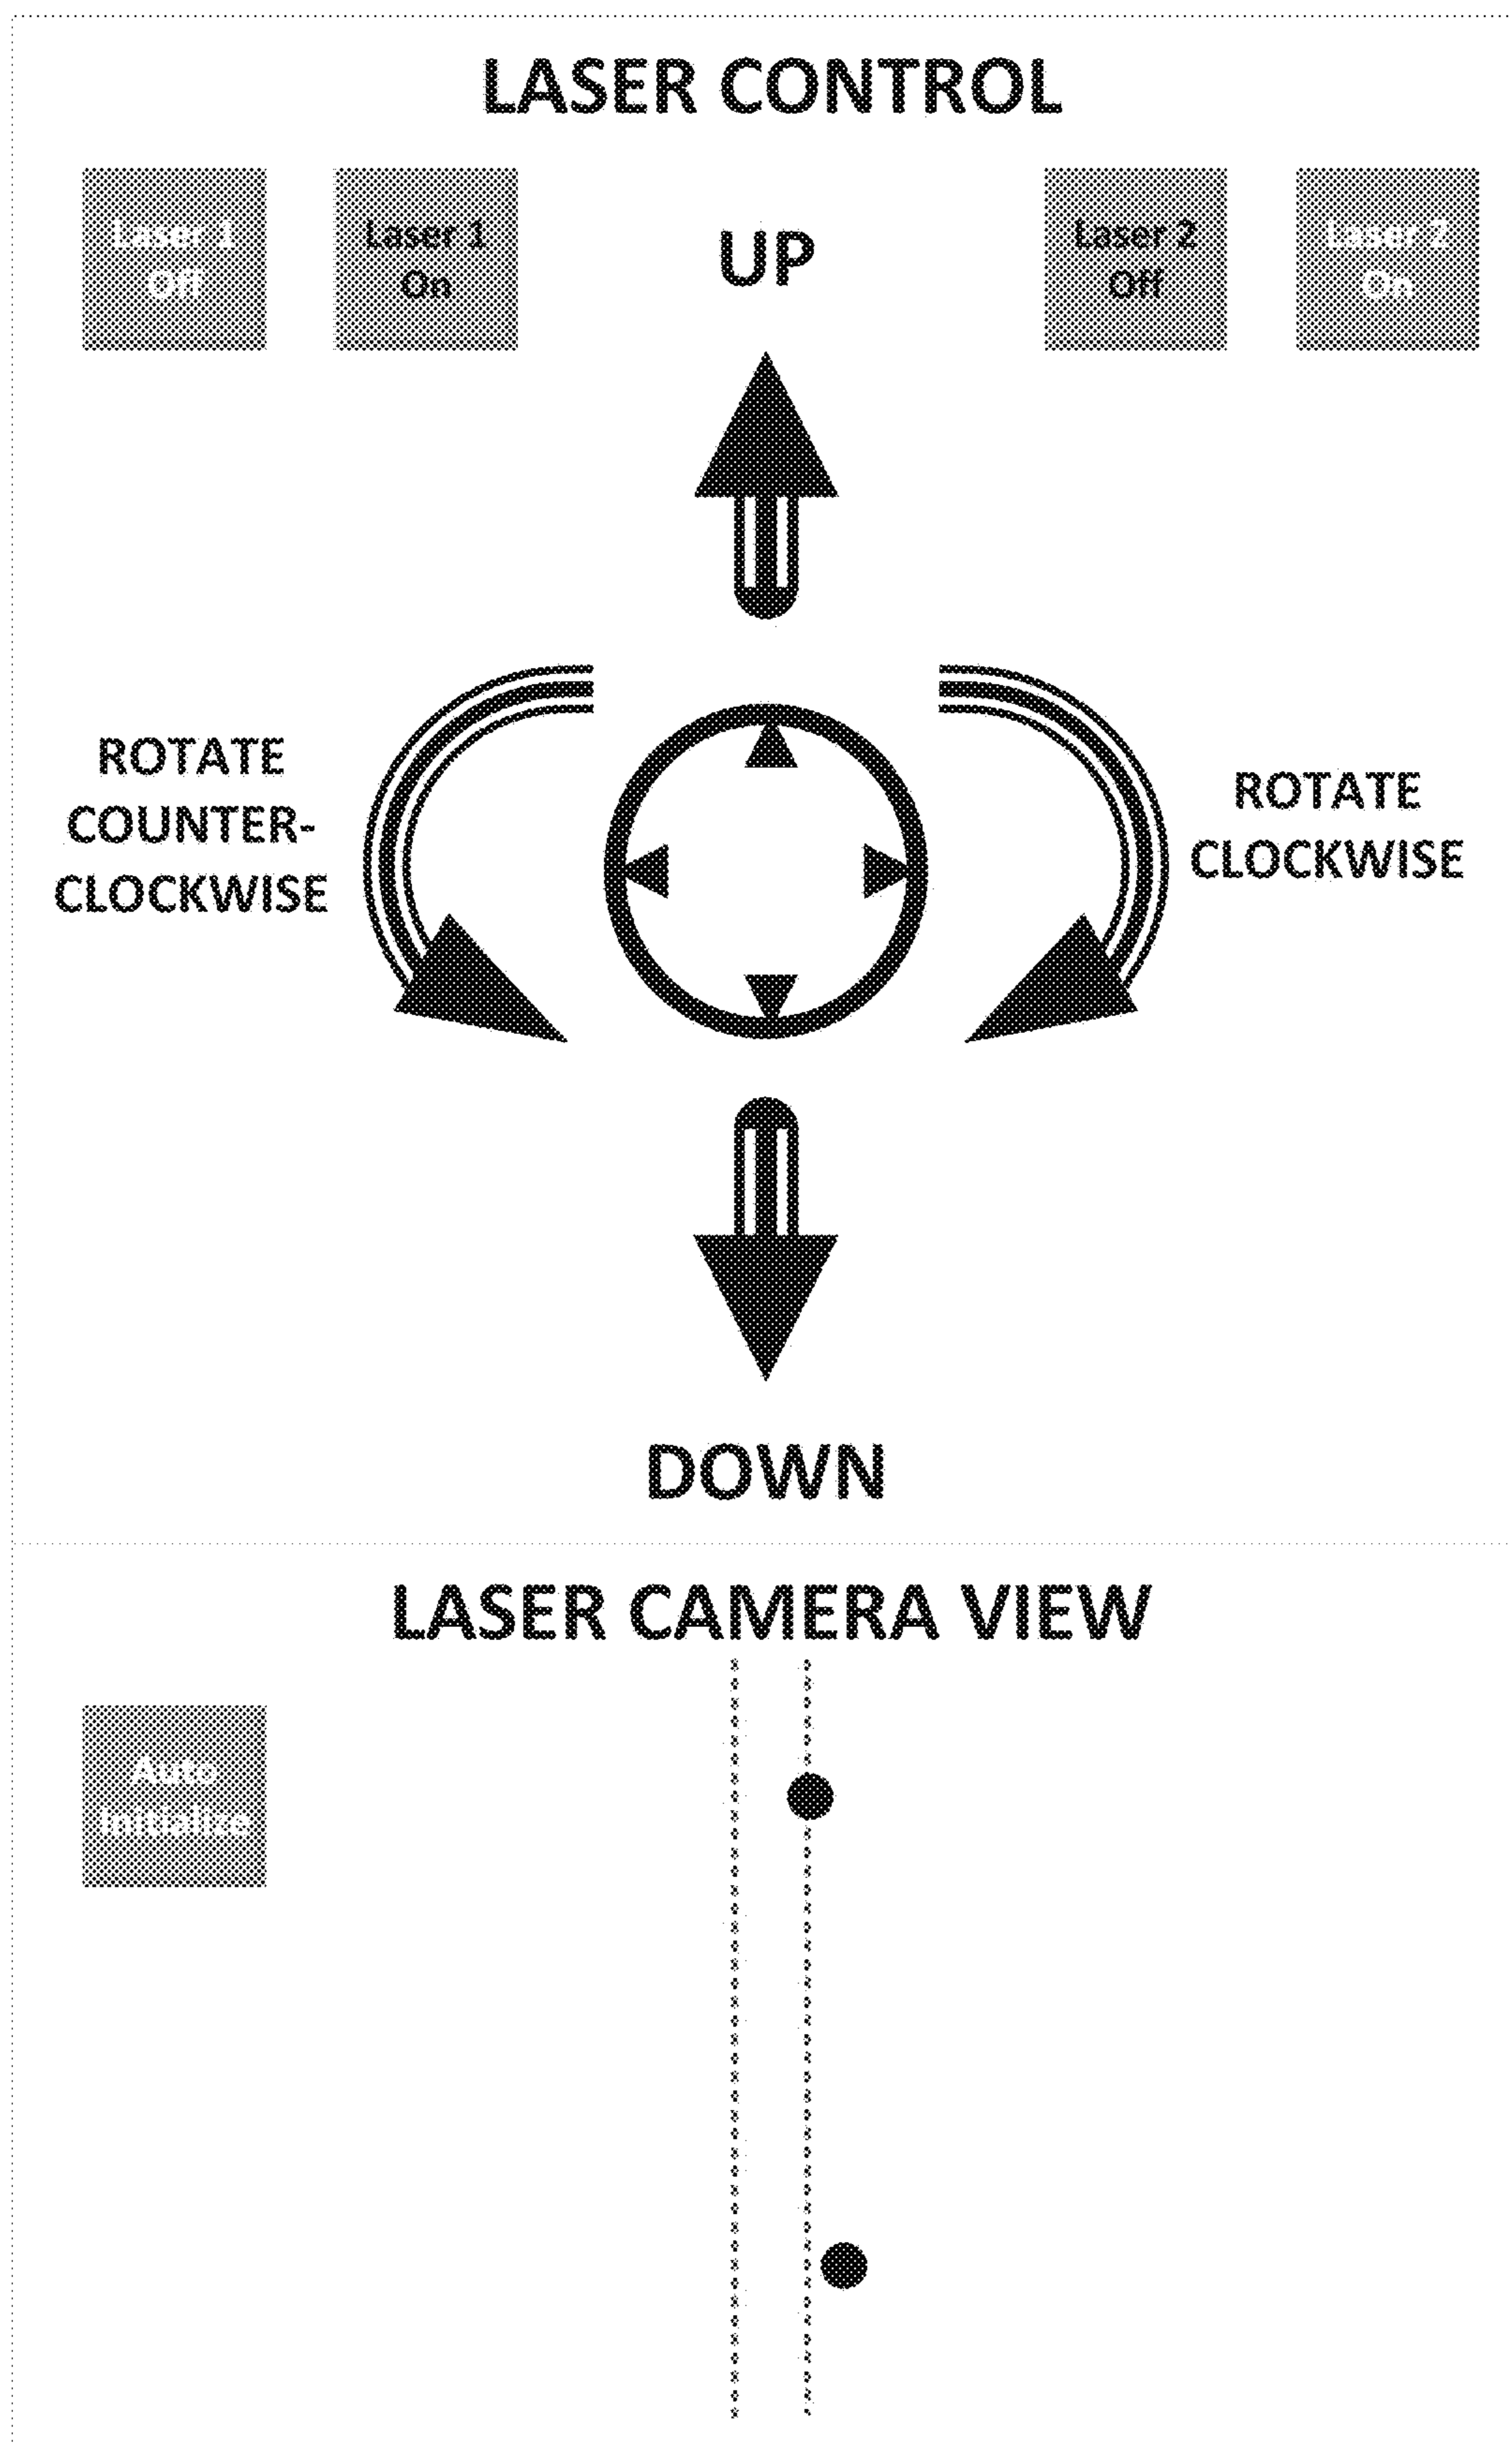 LASER CONTROL
Laser 1
Off
Laser 1
On
UP
Laser 2
Off
Laser 2
On
ROTATE
COUNTER-
CLOCKWISE
ROTATE
CLOCKWISE
DOWN
LASER CAMERA VIEW
Auto
Initialize